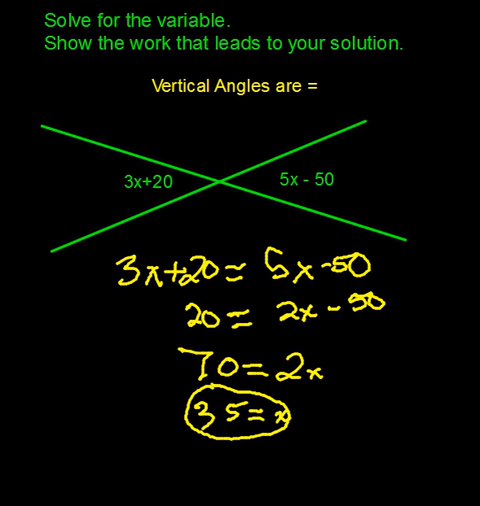 Solve for the variable.
Show the work that leads to your solution.
Vertical Angles are =
3x+20 5x - 50
3x+20 = 5x -50
20 = 2x - 50
70 = 2x
35 = x